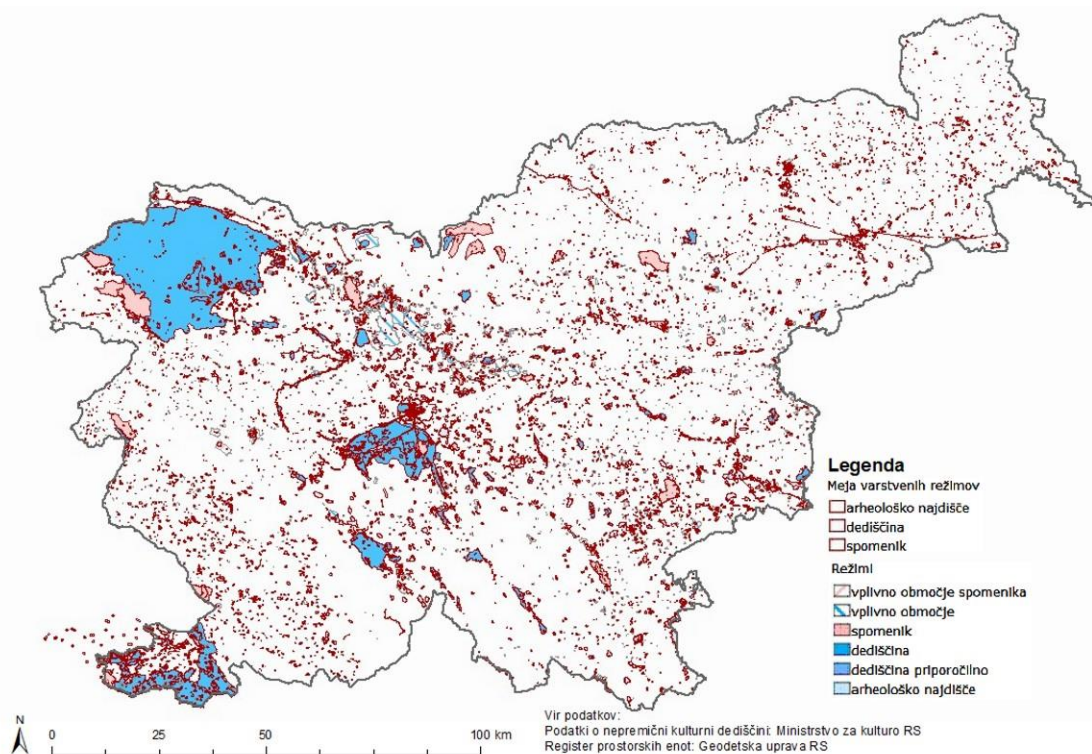 Legenda
Meja varstvenih režimov
arheološko najdišče
dediščina
spomenik
Režimi
vplivno območje spomenika
vplivno območje
spomenik
dediščina
dediščina priporočilno
arheološko najdišče
N
0 25 50 100 km
Vir podatkov:
Podatki o nepremični kulturni dediščini: Ministrstvo za kulturo RS
Register prostorskih enot: Geodetska uprava RS